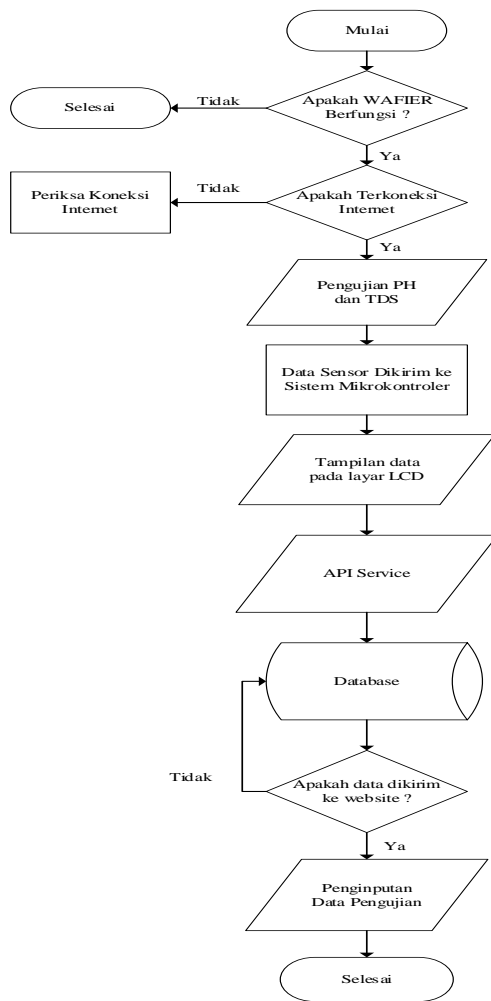 Mulai
Apakah WAFIER
Berfungsi ?
Tidak
Selesai
Ya
Apakah Terkoneksi
Internet
Tidak
Periksa Koneksi
Internet
Ya
Pengujian PH
dan TDS
Data Sensor Dikirim ke
Sistem Mikrokontroler
Tampilan data
pada layar LCD
API Service
Database
Apakah data dikirim
ke website ?
Tidak
Ya
Penginputan
Data Pengujian
Selesai